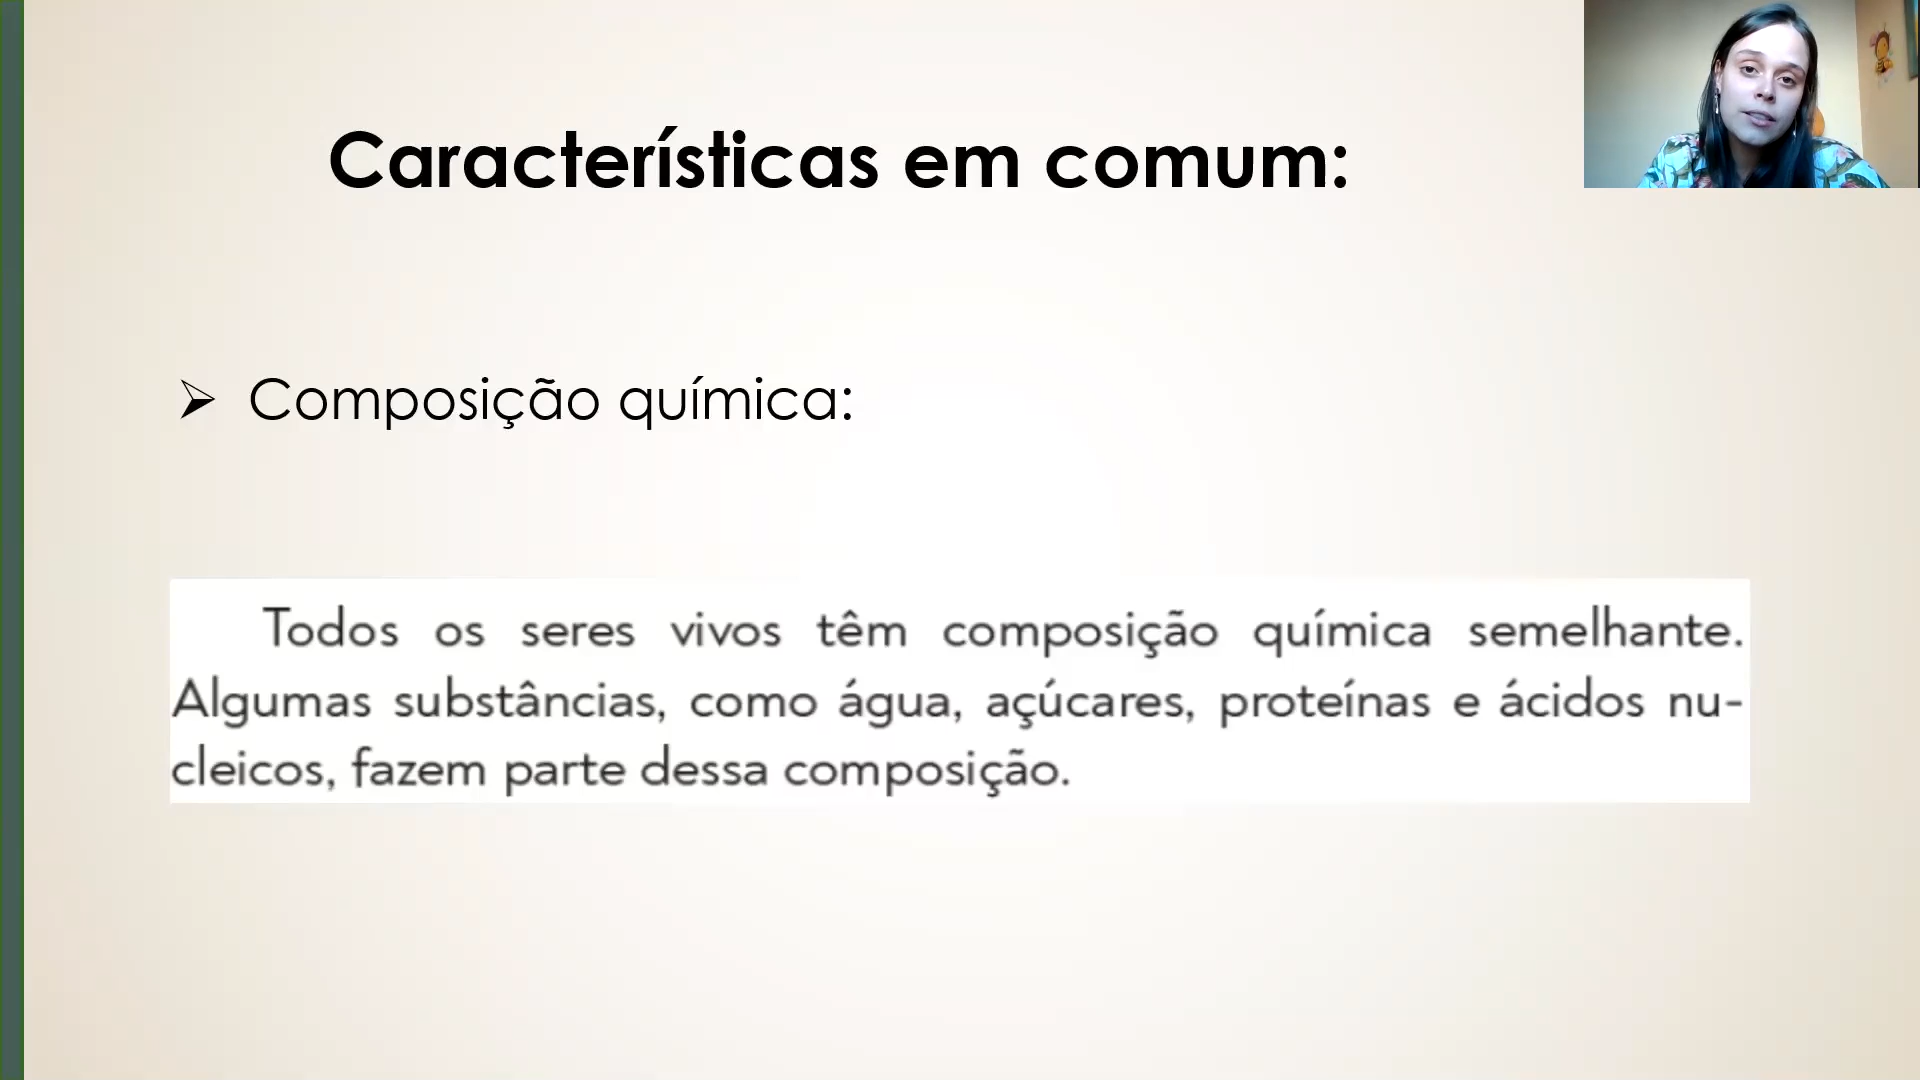 Características em comum:
Composição química:
Todos os seres vivos têm composição química semelhante.
Algumas substâncias, como água, açúcares, proteínas e ácidos nu-
cleicos, fazem parte dessa composição.